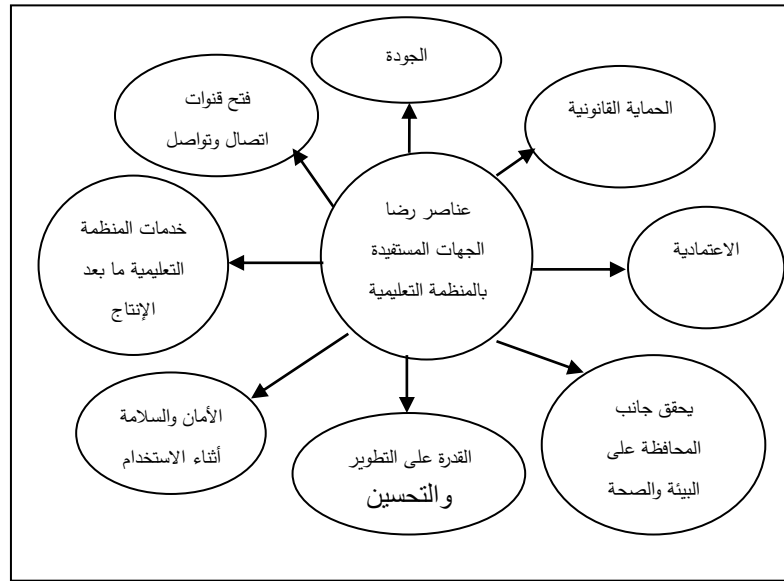 الجودة
الحماية القانونية
فتح قنوات
اتصال وتواصل
عناصر رضا
الجهات المستفيدة
بالمنظمة التعليمية
الاعتمادية
خدمات المنظمة
التعليمية ما بعد
الإنتاج
يحقق جانب
المحافظة على
البيئة والصحة
القدرة على التطوير
والتحسين
الأمان والسلامة
أثناء الاستخدام